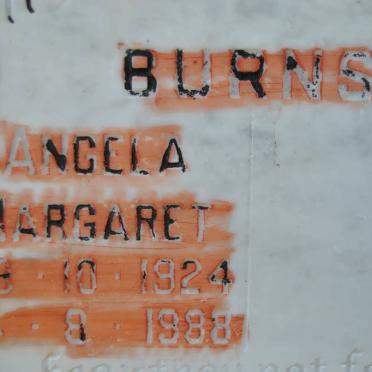 BURNS
ANGELA
MARGARET
10 · 1924
8 · 1988